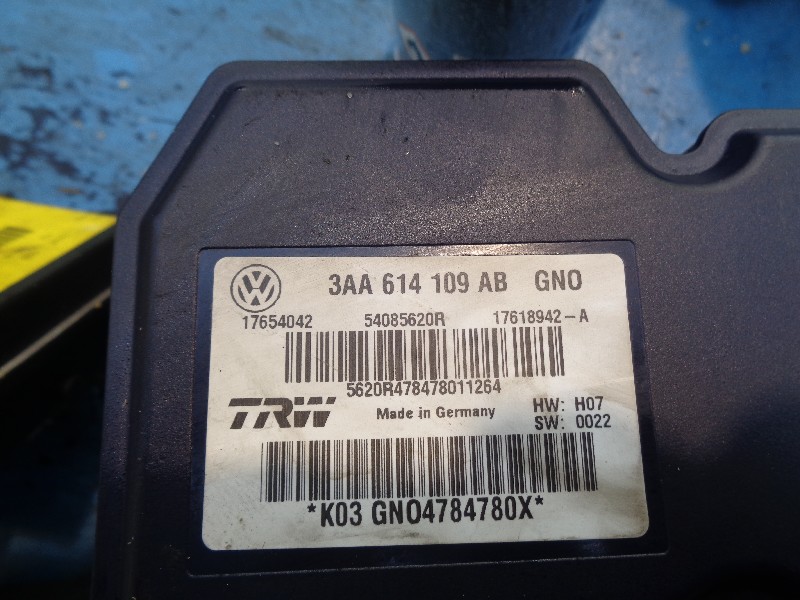 VW
3AA 614 109 AB GNO
17654042 54085620R 17618942-A
5620R478478011264
TRW Made in Germany HW: H07
SW: 0022
*K03 GNO4784780X*